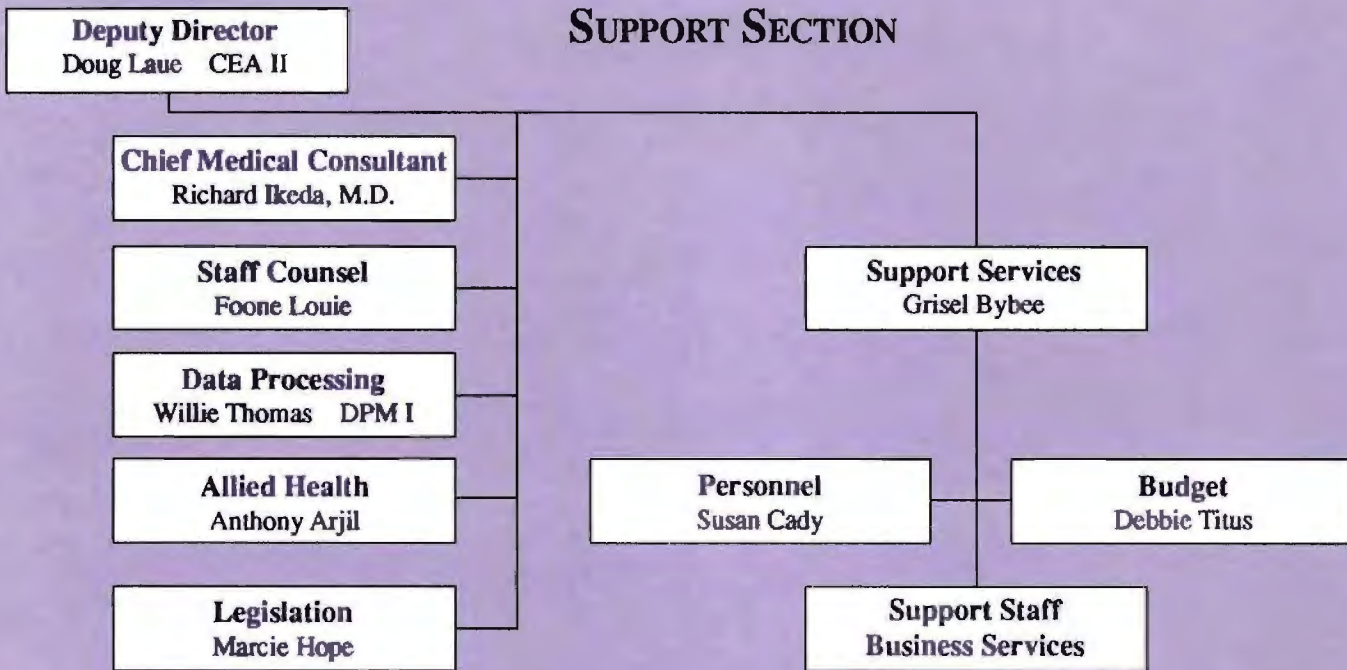 SUPPORT SECTION
Deputy Director
Doug Laue CEA II
Chief Medical Consultant
Richard Ikeda, M.D.
Staff Counsel
Foone Louie
Data Processing
Willie Thomas DPM I
Allied Health
Anthony Arjil
Legislation
Marcie Hope
Support Services
Grisel Bybee
Personnel
Susan Cady
Budget
Debbie Titus
Support Staff
Business Services